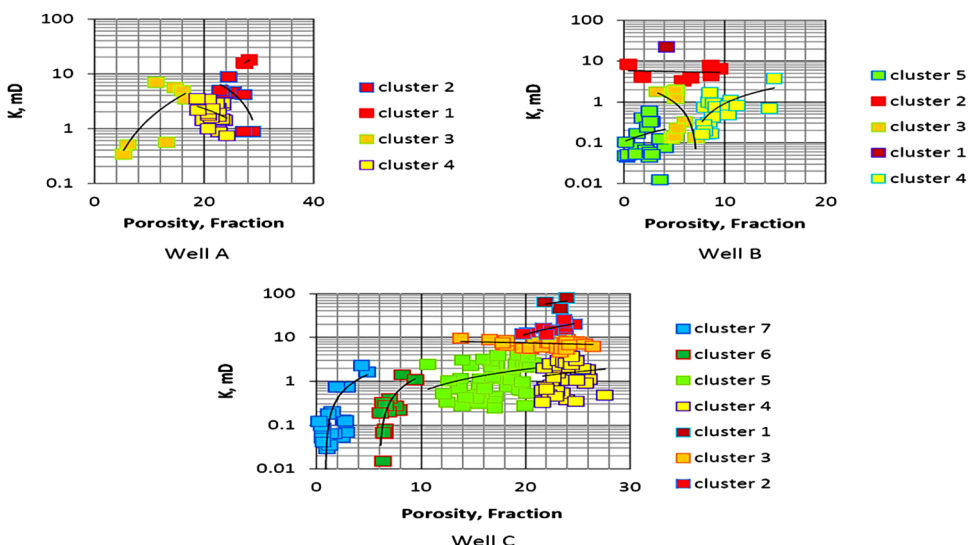 100
10
1
0.1
K, mD
0 20 40
Porosity, Fraction
Well A
cluster 2
cluster 1
cluster 3
cluster 4
100
10
1
0.1
0.01
K, mD
0 10 20
Porosity, Fraction
Well B
cluster 5
cluster 2
cluster 3
cluster 1
cluster 4
100
10
1
0.1
0.01
K, mD
0 10 20 30
Porosity, Fraction
Well C
cluster 7
cluster 6
cluster 5
cluster 4
cluster 1
cluster 3
cluster 2